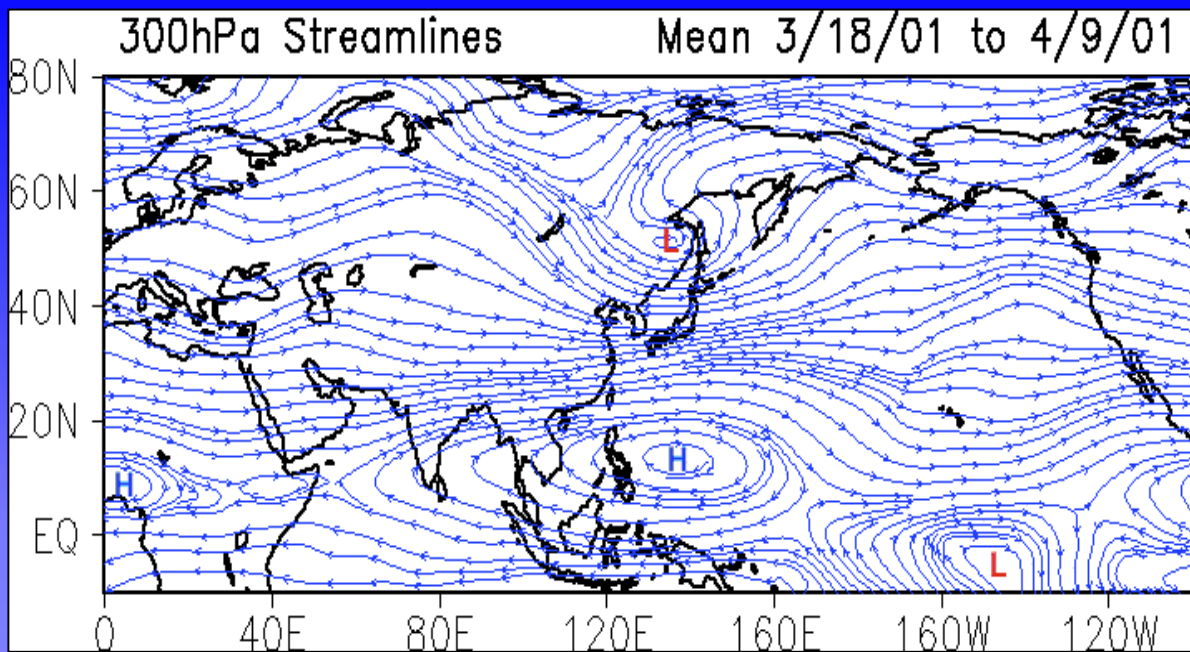 300hPa Streamlines Mean 3/18/01 to 4/9/01
80N
60N
L
40N
20N
H H
EQ
L
0 40E 80E 120E 160E 160W 120W